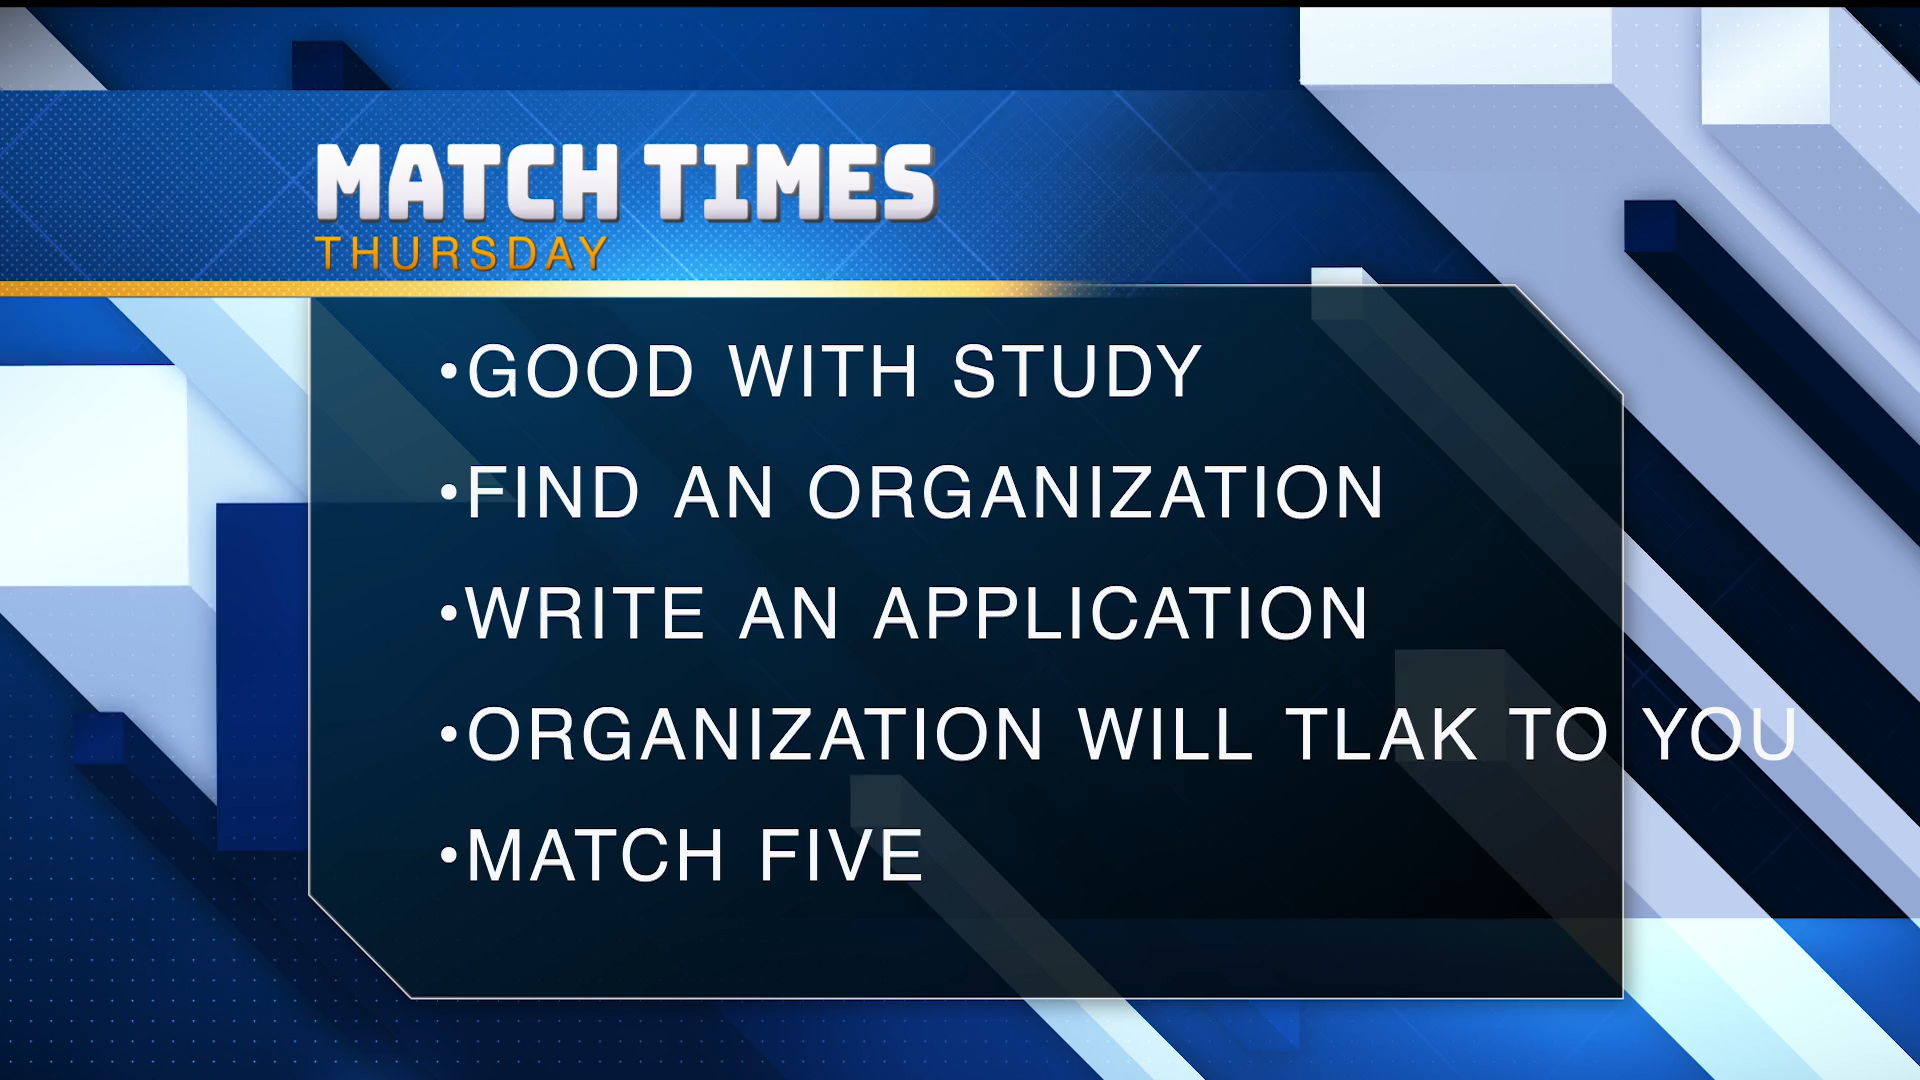 MATCH TIMES
THURSDAY
•GOOD WITH STUDY
•FIND AN ORGANIZATION
•WRITE AN APPLICATION
•ORGANIZATION WILL TLAK TO YOU
•MATCH FIVE